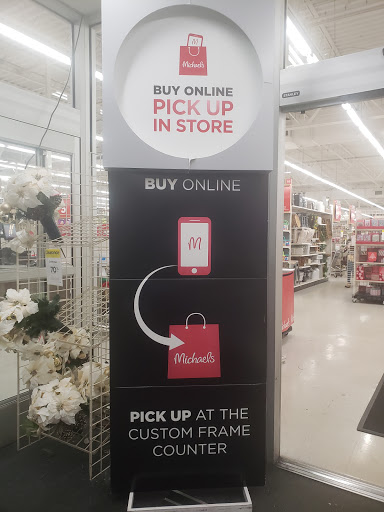 Michaels
BUY ONLINE
PICK UP
IN STORE
BUY ONLINE
M
Michaels
PICK UP AT THE
CUSTOM FRAME
COUNTER